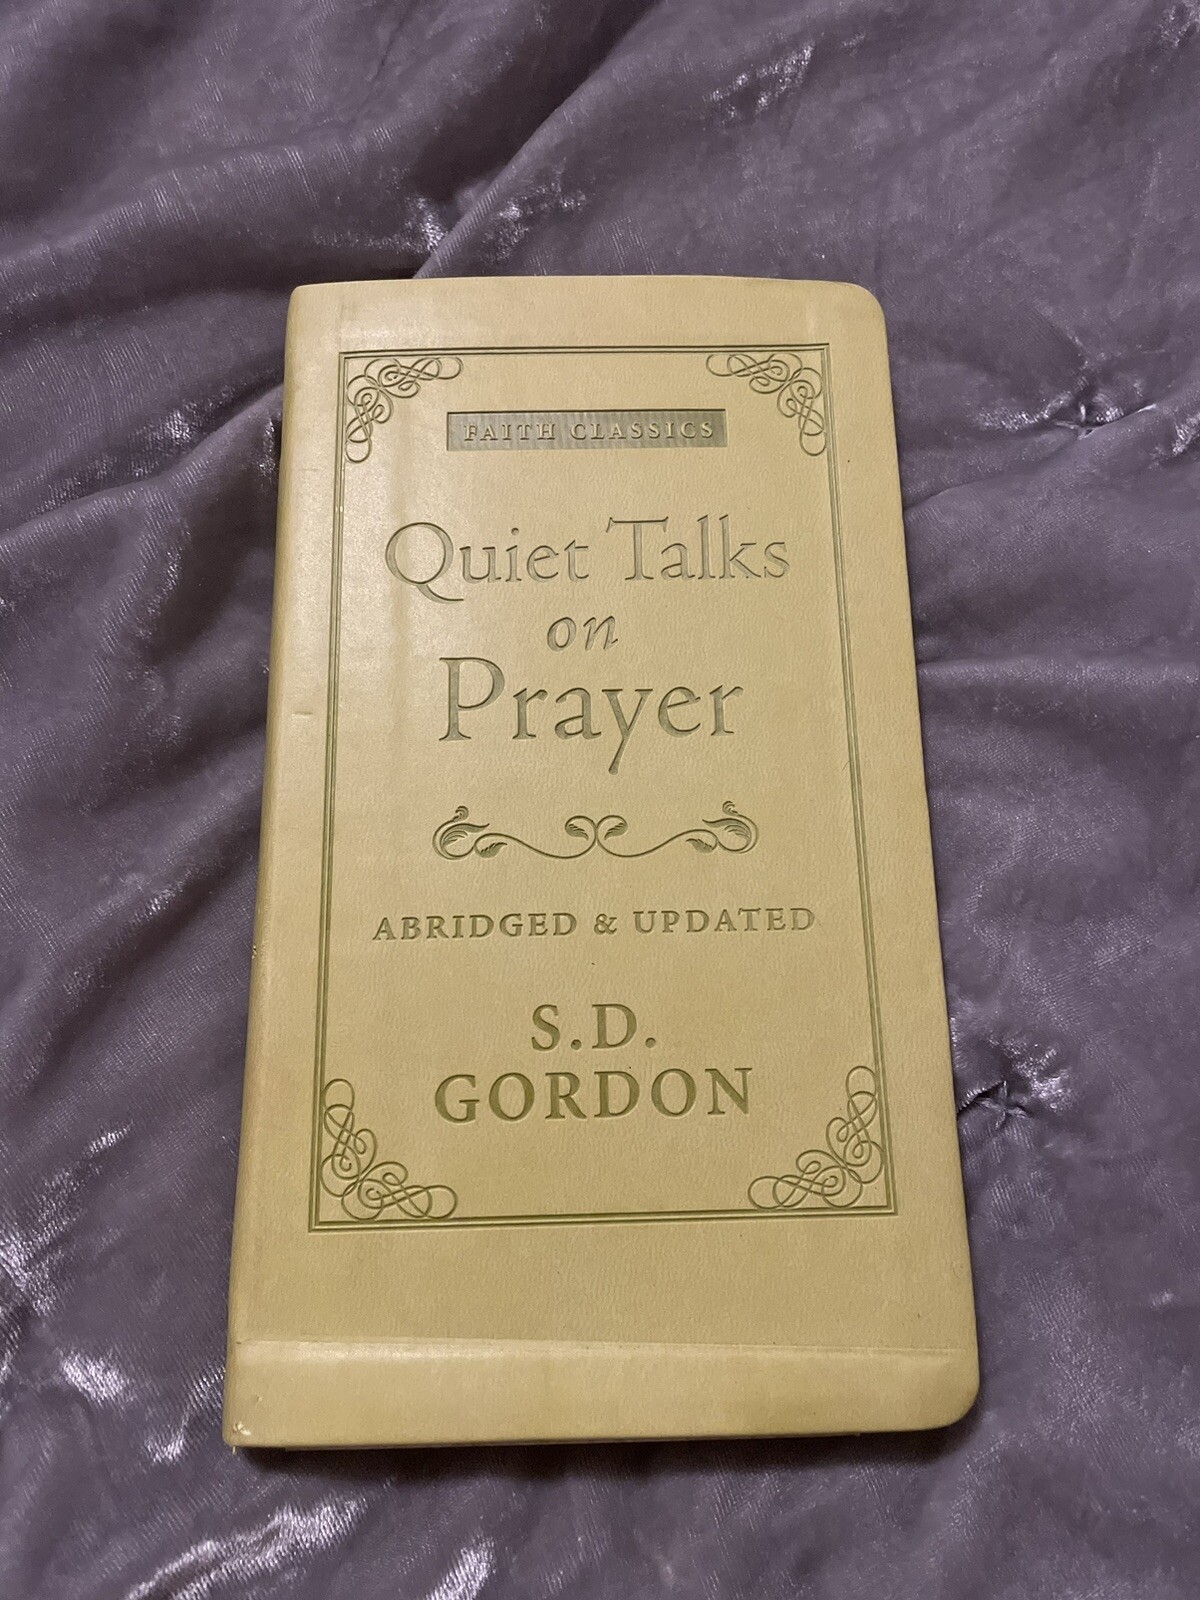 FAITH CLASSICS
Quiet Talks
on
Prayer
ABRIDGED & UPDATED
S.D.
GORDON